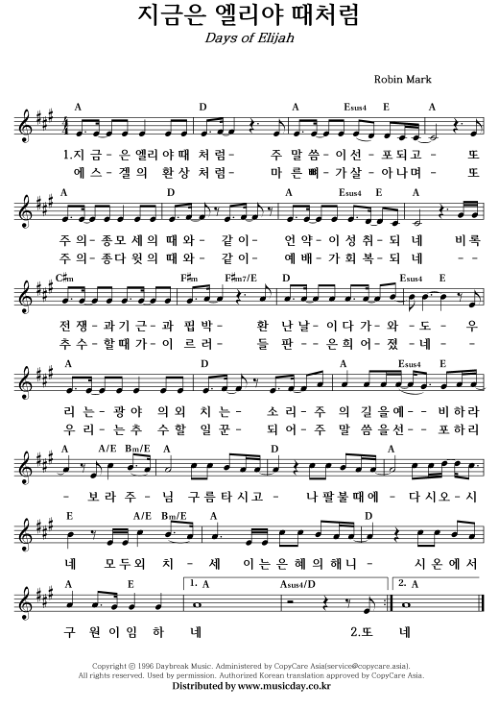 지금은 엘리야 때처럼
Days of Elijah
Robin Mark
A D A Esus4 E A
1.지 금 - 은 엘리야 때 처럼 - 주 말 씀 - 이 선 - 포되고 - 또
에 스 - 겔 의 환상 처럼 - 마 른 뼈 - 가 살 - 아나며 - 또
A D A Esus4 E A
주 의 - 종모 세의 때 와 - 같이 - 언 약 - 이 성 취 - 되 네 비록
주 의 - 종다 윗의 때 와 - 같이 - 예 배 - 가 회 복 - 되 네 - -
C#m F#m F#m7/E D Esus4 E
전 쟁 - 과 기 근 - 과 핍 박 - 환 난 날 - 이 다 가 - 와 - 도 - 우
추 수 - 할 때 가 - 이 르 러 - 들 판 - - 은 희 어 - 졌 - 네 -
A D A Esus4 E
리 는 - 광 야 의 외 치 는 - 소 리 - 주 의 길 을 예 - 비 하라
우 리 - 는 추 수 할 일 꾼 - 되 어 - 주 말 씀 을 선 - 포 하리
A A/E Bm/E A D A
- 보 라 주 - 님 구 름 타 시 고 - 나 팔 불 때 에 - 다 시 오 - 시
E A/E Bm/E A D
네 모 두 외 치 - 세 이 는 은 혜 의 해 니 - 시 온 에 서
A E 1. A Asus4/D 2. A
구 원 이 임 하 네 2.또 네
Copyright ⓒ 1996 Daybreak Music. Administered by CopyCare Asia(service@copycare.asia).
All rights reserved. Used by permission. Authorized Korean translation approved by CopyCare Asia.
Distributed by www.musicday.co.kr